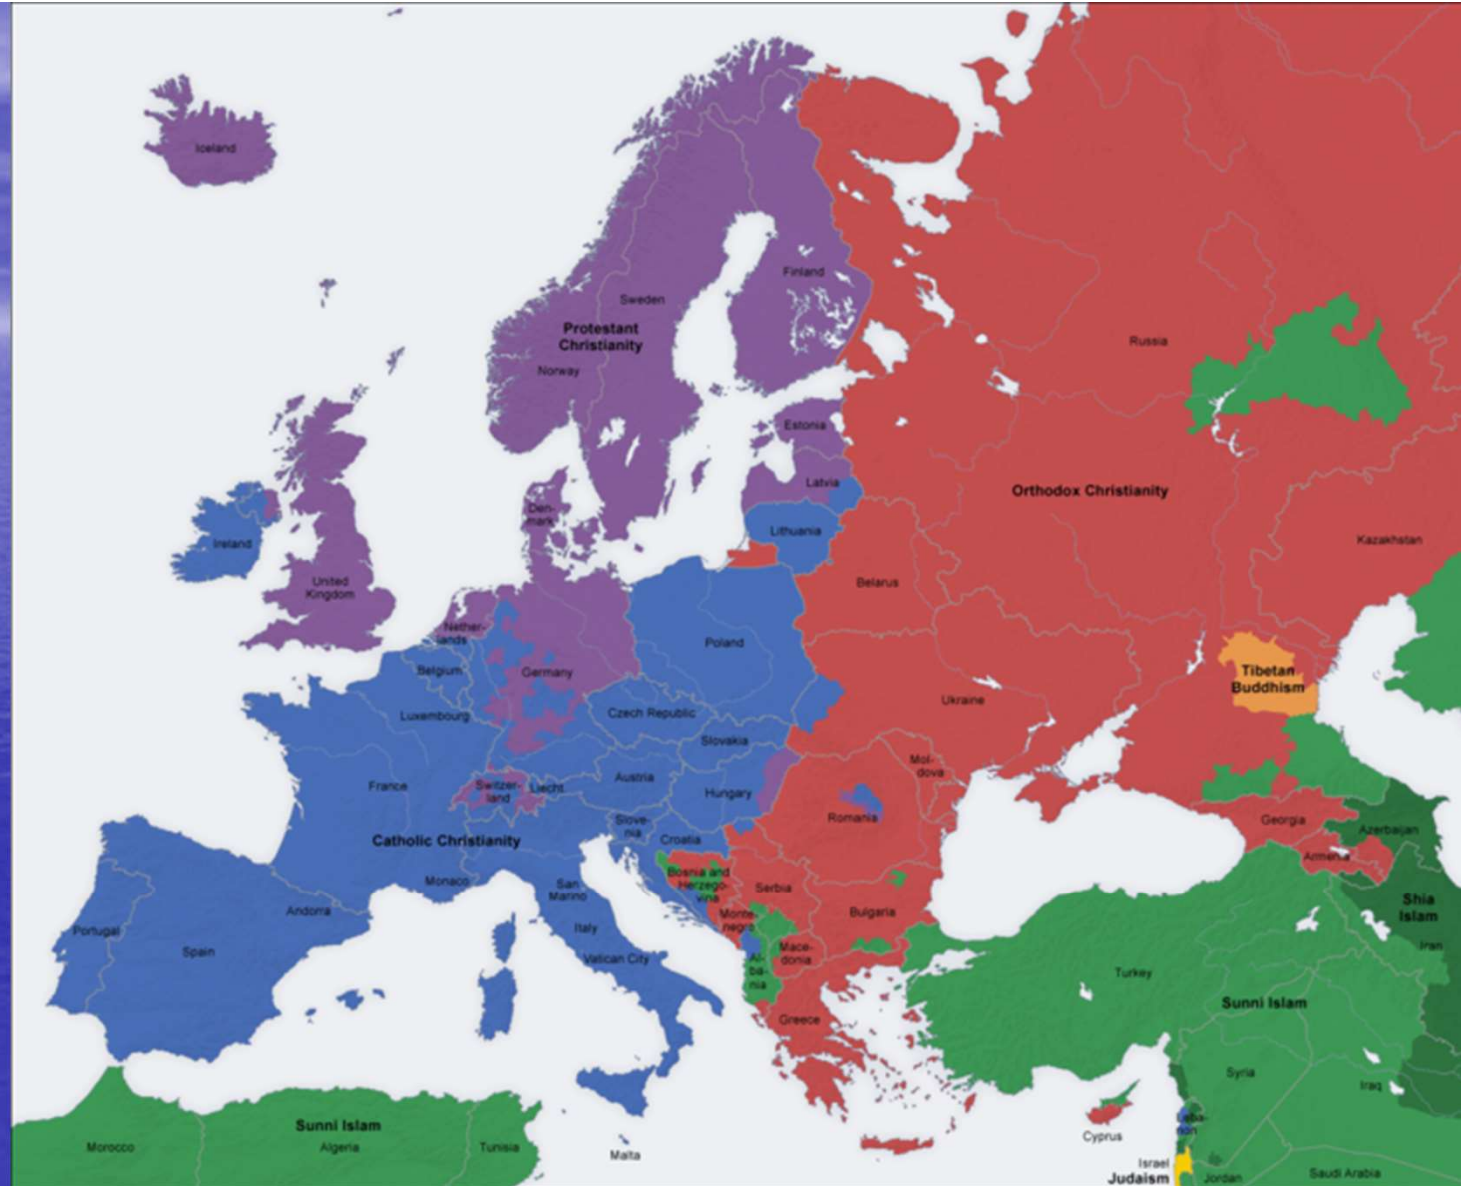 Iceland
Finland
Sweden
Protestant
Christianity
Russia
Norway
Estonia
Latvia
Orthodox Christianity
Den-
mark
Lithuania
Kazakhstan
Ireland
United
Kingdom
Belarus
Nether-
lands
Poland
Belgium
Germany
Tibetan
Buddhism
Ukraine
Luxembourg
Czech Republic
Slovakia
Mol-
dova
France
Switzer-
land
Liecht
Austria
Hungary
Romania
Georgia
Slove-
nia
Azerbaijan
Catholic Christianity
Croatia
Armenia
Monaco
San
Marino
Bosnia and
Herzego-
vina
Serbia
Shia
Islam
Andorra
Portugal
Spain
Italy
Monte-
negro
Bulgaria
Vatican City
Al-
ba-
nia
Mace-
donia
Iran
Turkey
Sunni Islam
Greece
Syria
Iraq
Sunni Islam
Morocco
Algeria
Tunisia
Malta
Cyprus
Leba-
non
Israel
Judaism
Jordan
Saudi Arabia